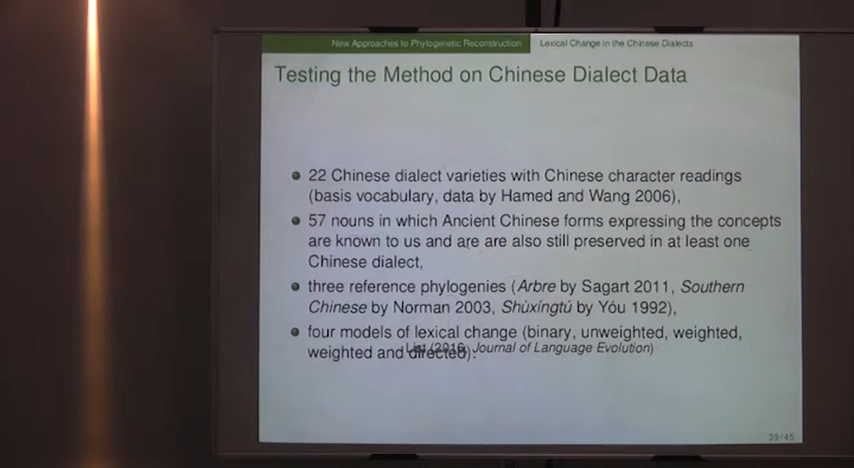 New Approaches to Phylogenetic Reconstruction
Lexical Change in the Chinese Dialects
Testing the Method on Chinese Dialect Data
22 Chinese dialect varieties with Chinese character readings
(basis vocabulary, data by Hamed and Wang 2006),
57 nouns in which Ancient Chinese forms expressing the concepts
are known to us and are are also still preserved in at least one
Chinese dialect,
three reference phylogenies (Arbre by Sagart 2011, Southern
Chinese by Norman 2003, Shùxíngtú by Yóu 1992),
four models of lexical change (binary, unweighted, weighted,
weighted and directed).
List (2016, Journal of Language Evolution)
39/45